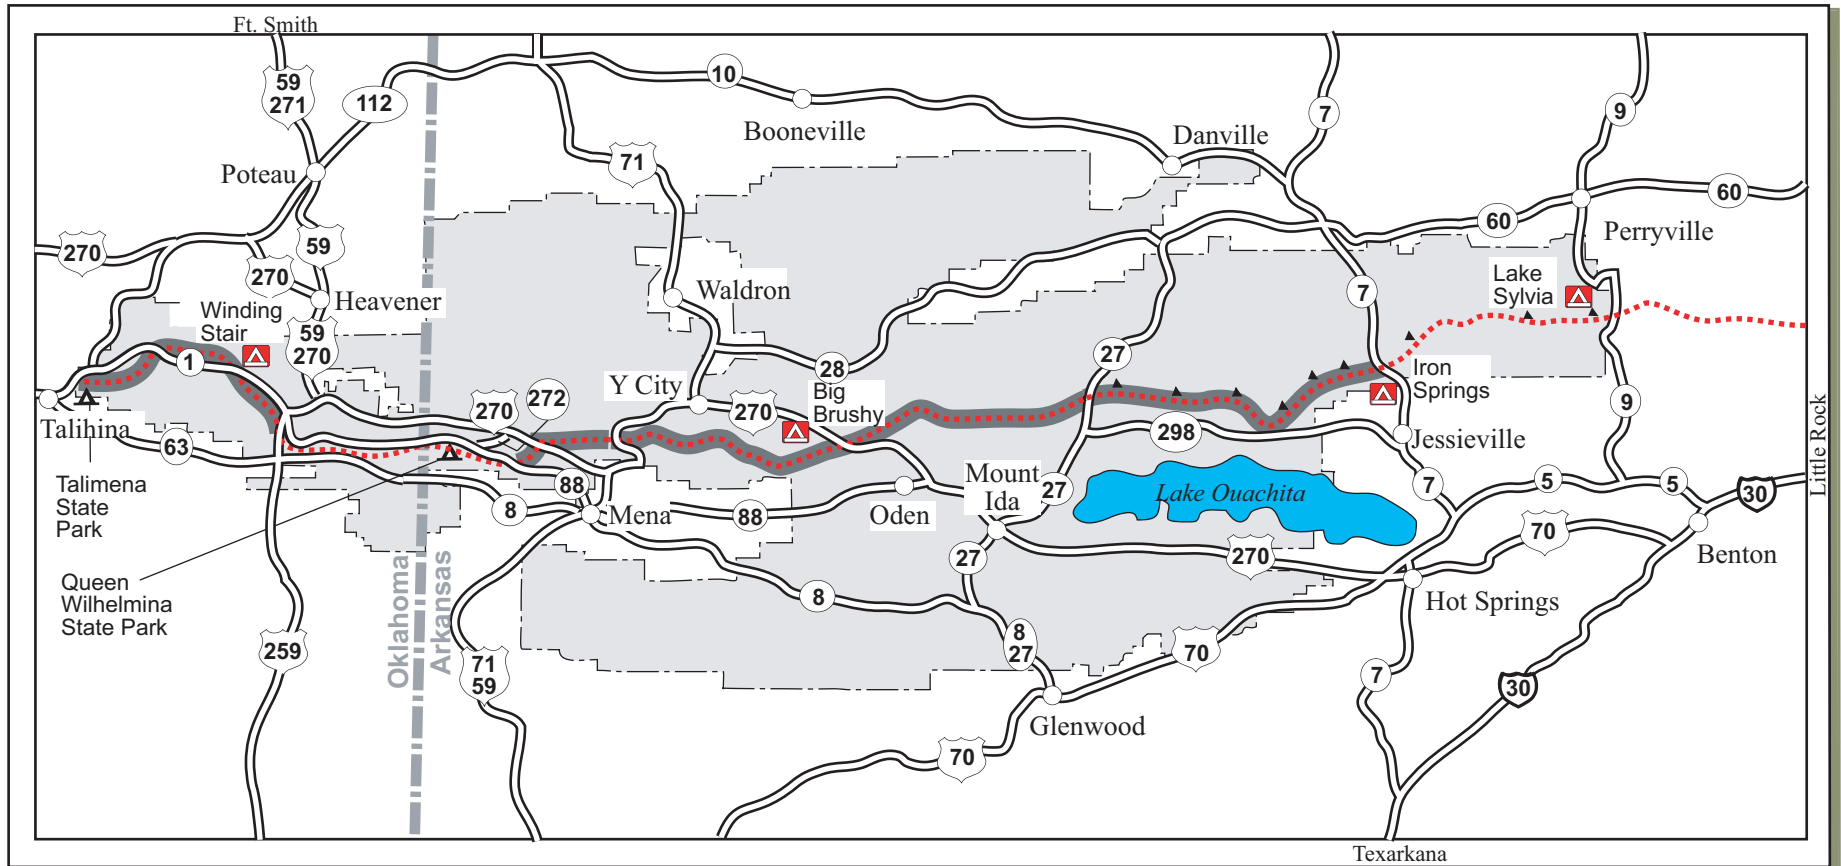 Ft. Smith
59
271
112
10
Booneville
Danville
7
9
71
Poteau
270
59
270
Heavener
Winding
Stair
59
270
Waldron
60
60
Perryville
Lake
Sylvia
7
1
Talihina
63
Talimena
State
Park
Queen
Wilhelmina
State Park
259
270
272
Y City
270
28
Big
Brushy
27
298
Iron
Springs
Jessieville
9
Little Rock
8
88
Mena
88
Oden
Mount
Ida
27
Lake Ouachita
7
5
5
30
70
Benton
Oklahoma
Arkansas
71
59
8
27
270
Hot Springs
8
27
70
Glenwood
70
7
30
Texarkana